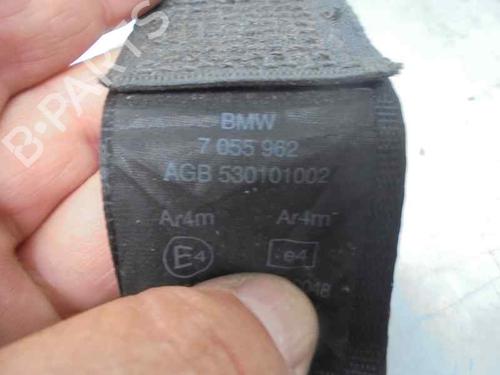 B-PARTS
BMW
7 055 962
AGB 530101002
Ar4m Ar4m
E4 e4